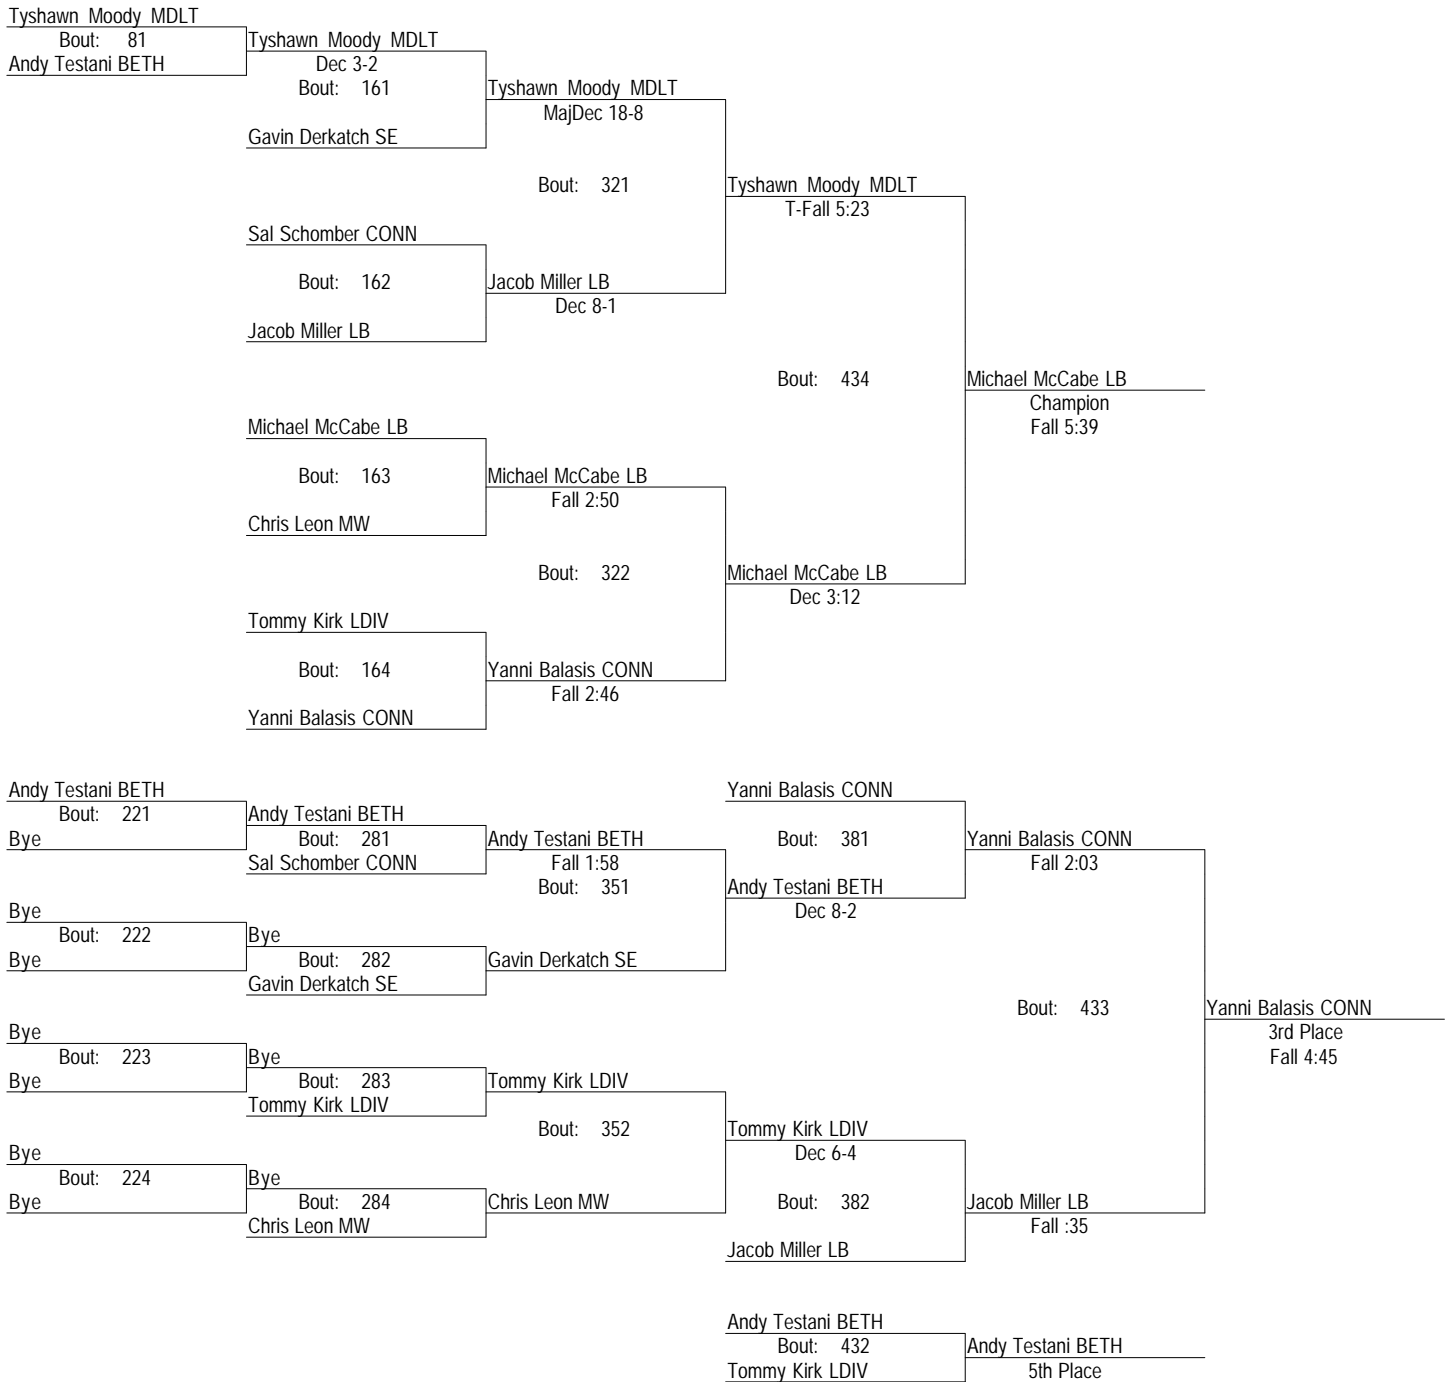 Tyshawn Moody MDLT
Bout: 81
Andy Testani BETH
Tyshawn Moody MDLT
Dec 3-2
Bout: 161
Gavin Derkatch SE
Tyshawn Moody MDLT
MajDec 18-8
Bout: 321
Sal Schomber CONN
Bout: 162
Jacob Miller LB
Jacob Miller LB
Dec 8-1
Tyshawn Moody MDLT
T-Fall 5:23
Bout: 434
Michael McCabe LB
Champion
Fall 5:39
Michael McCabe LB
Bout: 163
Chris Leon MW
Michael McCabe LB
Fall 2:50
Bout: 322
Michael McCabe LB
Dec 3:12
Tommy Kirk LDIV
Bout: 164
Yanni Balasis CONN
Yanni Balasis CONN
Fall 2:46
Andy Testani BETH
Bout: 221
Bye
Andy Testani BETH
Bout: 281
Sal Schomber CONN
Andy Testani BETH
Fall 1:58
Bout: 351
Bye
Bout: 222
Bye
Bye
Bout: 282
Gavin Derkatch SE
Gavin Derkatch SE
Yanni Balasis CONN
Bout: 381
Andy Testani BETH
Dec 8-2
Yanni Balasis CONN
Fall 2:03
Bout: 433
Yanni Balasis CONN
3rd Place
Fall 4:45
Bye
Bout: 223
Bye
Bye
Bout: 283
Tommy Kirk LDIV
Tommy Kirk LDIV
Bout: 352
Bye
Bout: 224
Bye
Bye
Bout: 284
Chris Leon MW
Chris Leon MW
Tommy Kirk LDIV
Dec 6-4
Bout: 382
Jacob Miller LB
Jacob Miller LB
Fall :35
Andy Testani BETH
Bout: 432
Tommy Kirk LDIV
Andy Testani BETH
5th Place